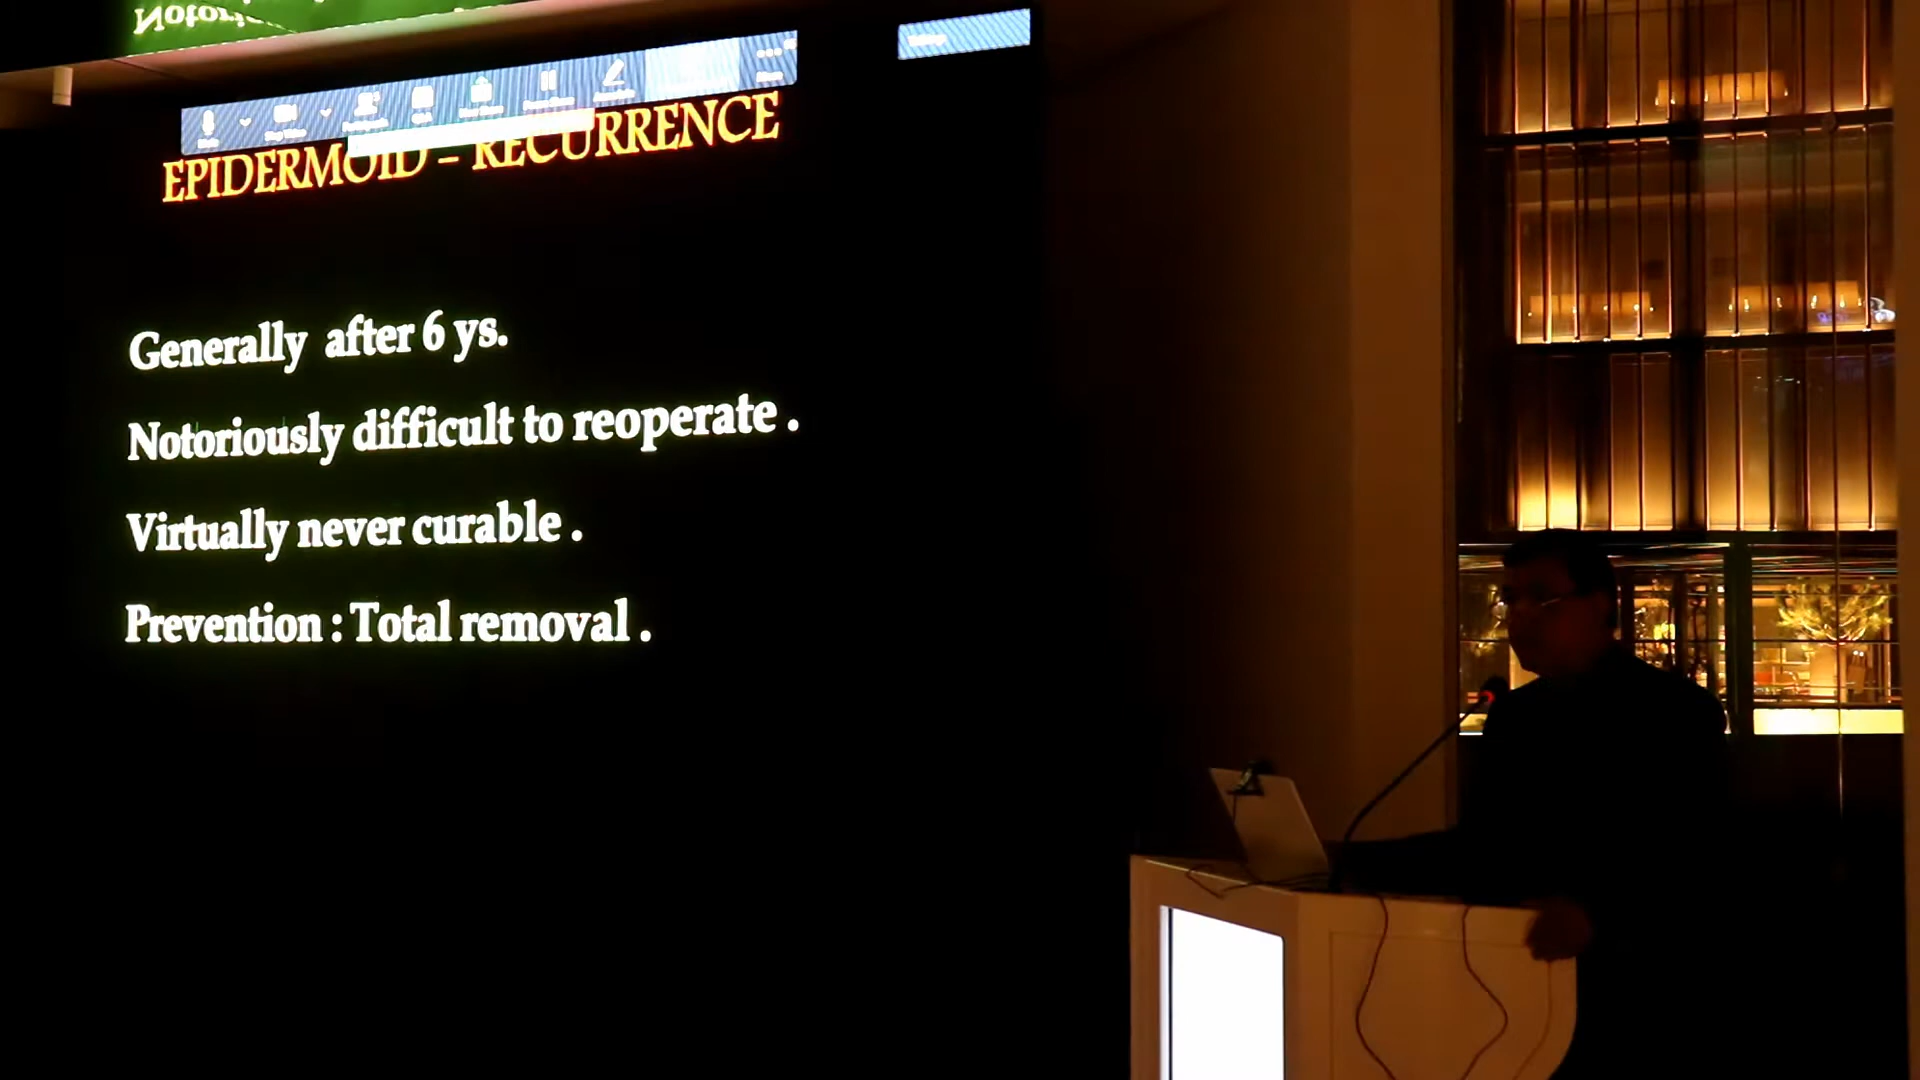 EPIDERMOID – RECURRENCE
Generally after 6 ys.
Notoriously difficult to reoperate .
Virtually never curable .
Prevention : Total removal .